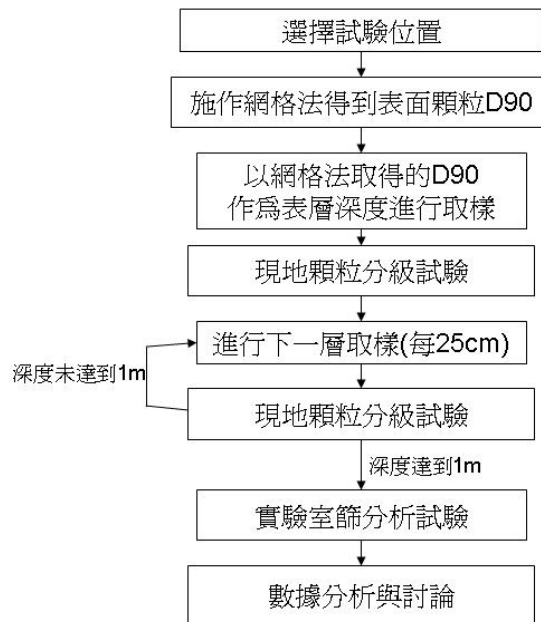 選擇試驗位置
施作網格法得到表面顆粒D90
以網格法取得的D90
作為表層深度進行取樣
現地顆粒分級試驗
進行下一層取樣(每25cm)
深度未達到1m
現地顆粒分級試驗
深度達到1m
實驗室篩分析試驗
數據分析與討論